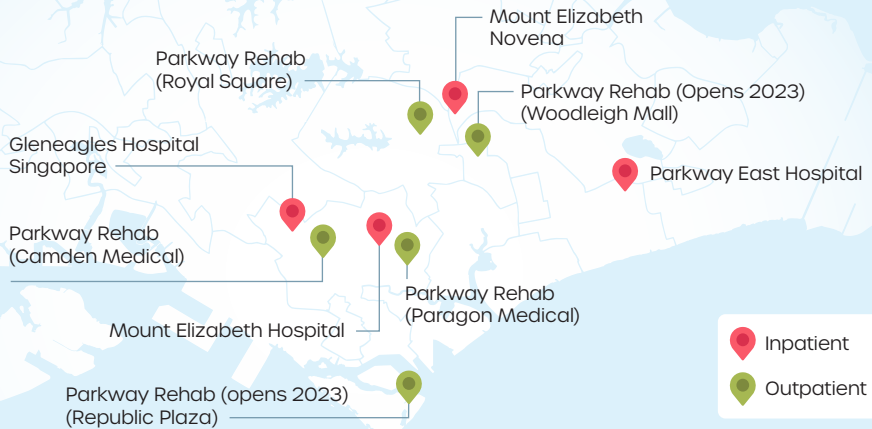 Mount Elizabeth
Novena
Parkway Rehab
(Royal Square)
Parkway Rehab (Opens 2023)
(Woodleigh Mall)
Gleneagles Hospital
Singapore
Parkway East Hospital
Parkway Rehab
(Camden Medical)
Parkway Rehab
(Paragon Medical)
Mount Elizabeth Hospital
Inpatient
Outpatient
Parkway Rehab (opens 2023)
(Republic Plaza)